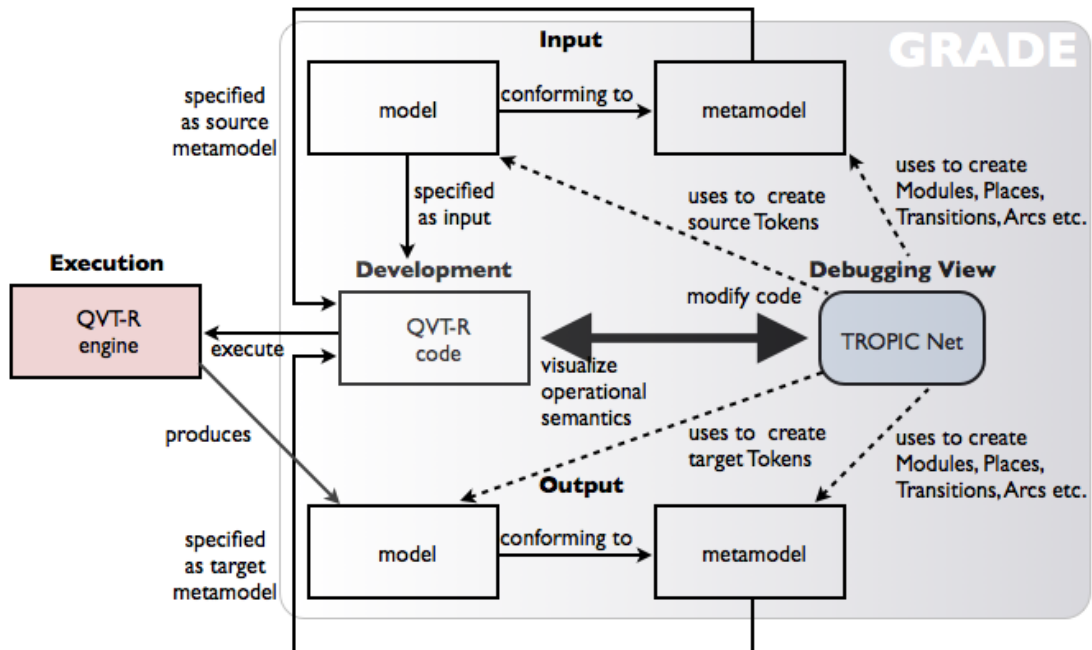 GRADE
Input
model
conforming to
metamodel
specified
as source
metamodel
specified
as input
uses to create
source Tokens
uses to create
Modules, Places,
Transitions, Arcs etc.
Execution
QVT-R
engine
execute
Development
QVT-R
code
modify code
visualize
operational
semantics
Debugging View
TROPIC Net
produces
uses to create
target Tokens
uses to create
Modules, Places,
Transitions, Arcs etc.
Output
specified
as target
metamodel
model
conforming to
metamodel